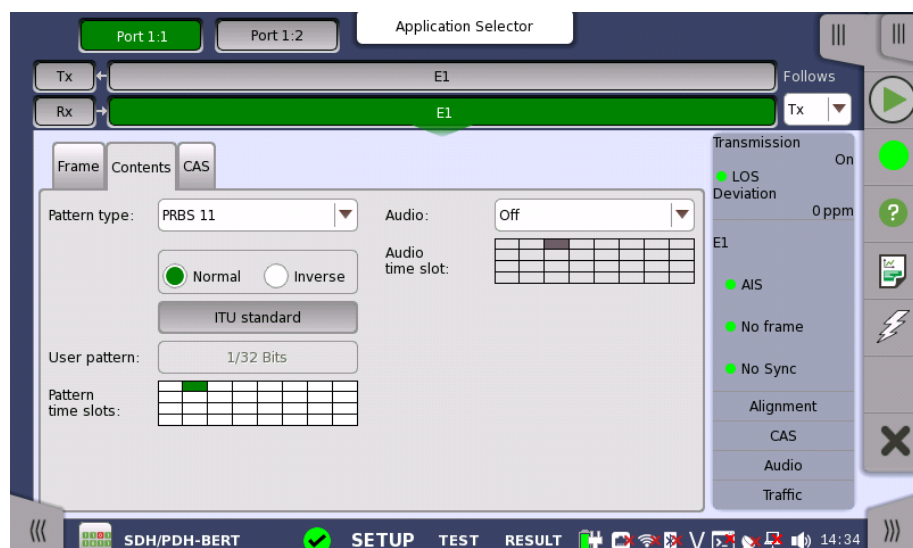 Port 1:1
Port 1:2
Application Selector
Tx
E1
Follows
Rx
E1
Tx
Frame
Contents
CAS
Pattern type:
PRBS 11
Audio:
Off
Normal
Inverse
Audio
time slot:
ITU standard
User pattern:
1/32 Bits
Pattern
time slots:
Transmission
On
LOS
Deviation
0 ppm
E1
AIS
No frame
No Sync
Alignment
CAS
Audio
Traffic
SDH/PDH-BERT
SETUP
TEST
RESULT
14:34